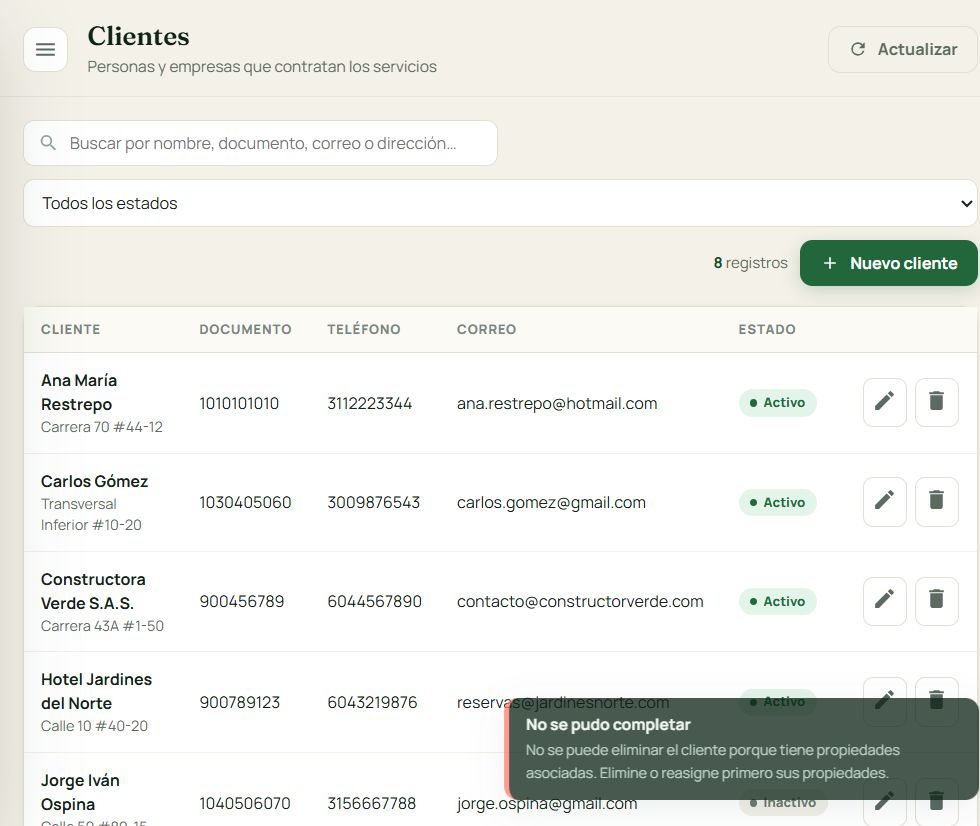 Clientes
Personas y empresas que contratan los servicios
Actualizar
Buscar por nombre, documento, correo o dirección...
Todos los estados
8 registros
+ Nuevo cliente
CLIENTE DOCUMENTO TELÉFONO CORREO ESTADO
Ana María
Restrepo
Carrera 70 #44-12
1010101010 3112223344 ana.restrepo@hotmail.com Activo
Carlos Gómez
Transversal
Inferior #10-20
1030405060 3009876543 carlos.gomez@gmail.com Activo
Constructora
Verde S.A.S.
Carrera 43A #1-50
900456789 6044567890 contacto@constructorverde.com Activo
Hotel Jardines
del Norte
Calle 10 #40-20
900789123 6043219876 reservas@jardinesnorte.com Activo
No se pudo completar
No se puede eliminar el cliente porque tiene propiedades
asociadas. Elimine o reasigne primero sus propiedades.
Jorge Iván
Ospina
1040506070 3156667788 jorge.ospina@gmail.com Inactivo